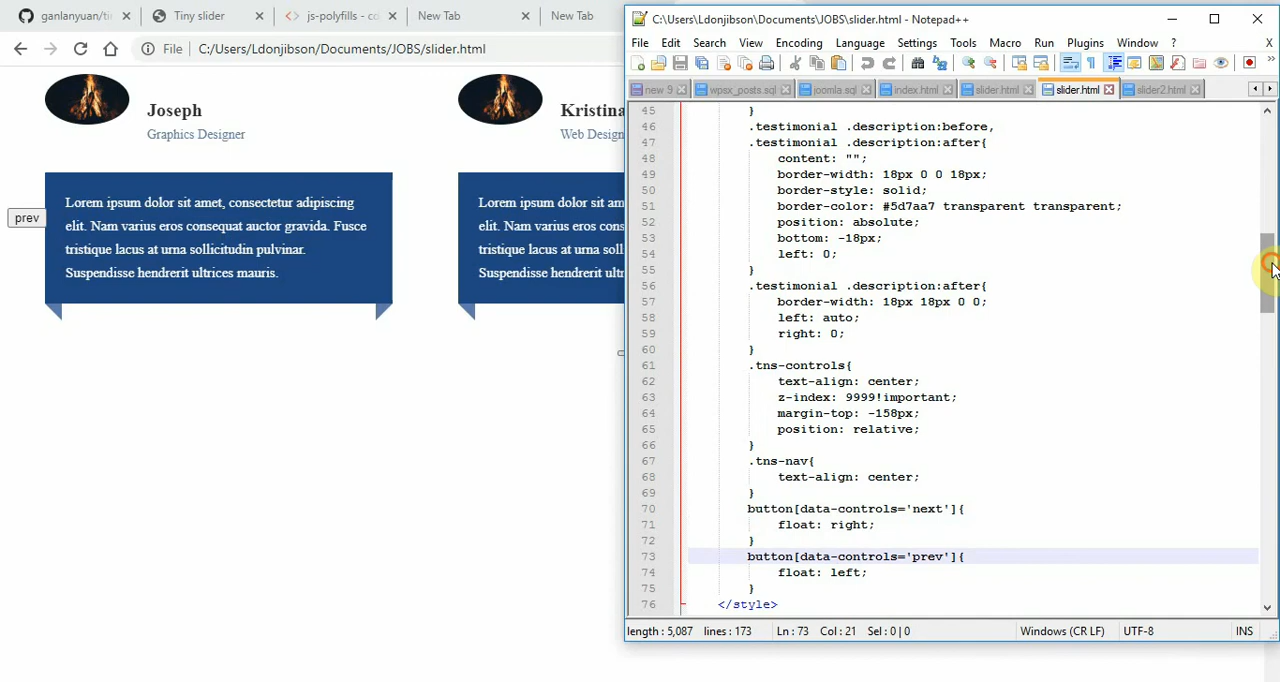 ganlanyuan/ti
Tiny slider
js-polyfills - co
New Tab
New Tab
File C:/Users/Ldonjibson/Documents/JOBS/slider.html
Joseph
Graphics Designer
Kristina
Web Design
prev
Lorem ipsum dolor sit amet, consectetur adipiscing
elit. Nam varius eros consequat auctor gravida. Fusce
tristique lacus at urna sollicitudin pulvinar.
Suspendisse hendrerit ultrices mauris.
Lorem ipsum dolor sit am
elit. Nam varius eros cons
tristique lacus at urna soll
Suspendisse hendrerit ultr
C:\Users\Ldonjibson\Documents\JOBS\slider.html - Notepad++
File Edit Search View Encoding Language Settings Tools Macro Run Plugins Window ? X
new 9 wpsx_posts.sql joomla.sql index.html slider.html slider.html slider2.html
45 }
46 .testimonial .description:before,
47 .testimonial .description:after{
48 content: "";
49 border-width: 18px 0 0 18px;
50 border-style: solid;
51 border-color: #5d7aa7 transparent transparent;
52 position: absolute;
53 bottom: -18px;
54 left: 0;
55 }
56 .testimonial .description:after{
57 border-width: 18px 18px 0 0;
58 left: auto;
59 right: 0;
60 }
61 .tns-controls{
62 text-align: center;
63 z-index: 9999!important;
64 margin-top: -158px;
65 position: relative;
66 }
67 .tns-nav{
68 text-align: center;
69 }
70 button[data-controls='next']{
71 float: right;
72 }
73 button[data-controls='prev']{
74 float: left;
75 }
76 </style>
length : 5,087 lines : 173 Ln : 73 Col : 21 Sel : 0 | 0 Windows (CR LF) UTF-8 INS